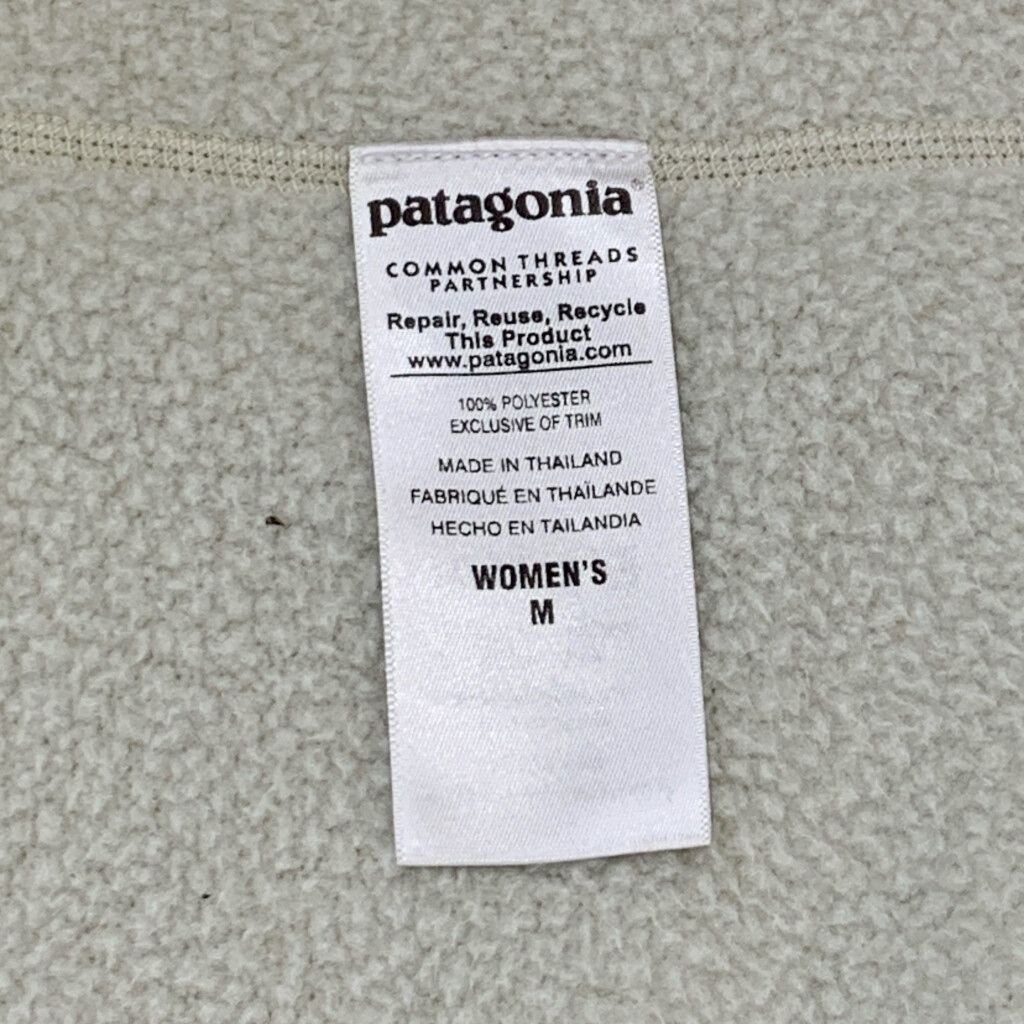 patagonia®
COMMON THREADS
PARTNERSHIP
Repair, Reuse, Recycle
This Product
www.patagonia.com
100% POLYESTER
EXCLUSIVE OF TRIM
MADE IN THAILAND
FABRIQUÉ EN THAÏLANDE
HECHO EN TAILANDIA
WOMEN'S
M